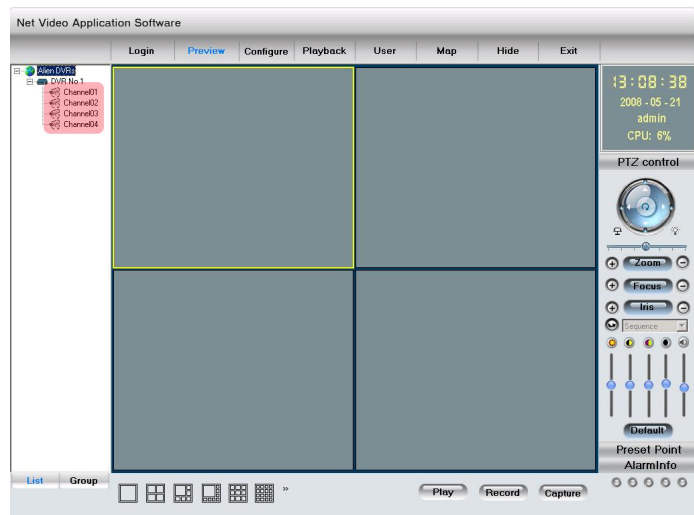 Net Video Application Software
Login Preview Configure Playback User Map Hide Exit
Alien DVRs
DVR No 1
Channel01
Channel02
Channel03
Channel04
13:08:38
2008 - 05 - 21
admin
CPU: 6%
PTZ control
Zoom
Focus
Iris
Sequence
Default
Preset Point
AlarmInfo
List Group
» Play Record Capture